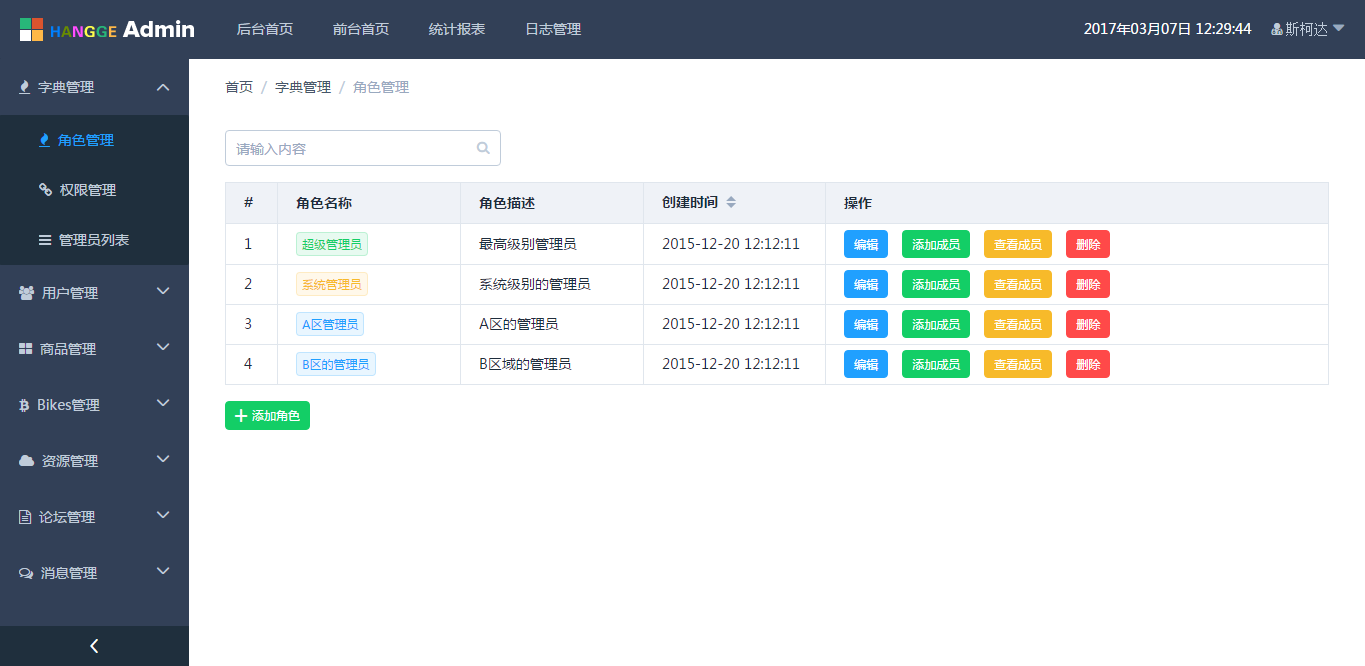 HANGGE Admin 后台首页 前台首页 统计报表 日志管理 2017年03月07日 12:29:44 斯柯达
字典管理
角色管理
权限管理
管理员列表
用户管理
商品管理
Bikes管理
资源管理
论坛管理
消息管理
首页 / 字典管理 / 角色管理
请输入内容
# 角色名称 角色描述 创建时间 操作
1 超级管理员 最高级别管理员 2015-12-20 12:12:11 编辑 添加成员 查看成员 删除
2 系统管理员 系统级别的管理员 2015-12-20 12:12:11 编辑 添加成员 查看成员 删除
3 A区管理员 A区的管理员 2015-12-20 12:12:11 编辑 添加成员 查看成员 删除
4 B区的管理员 B区域的管理员 2015-12-20 12:12:11 编辑 添加成员 查看成员 删除
添加角色